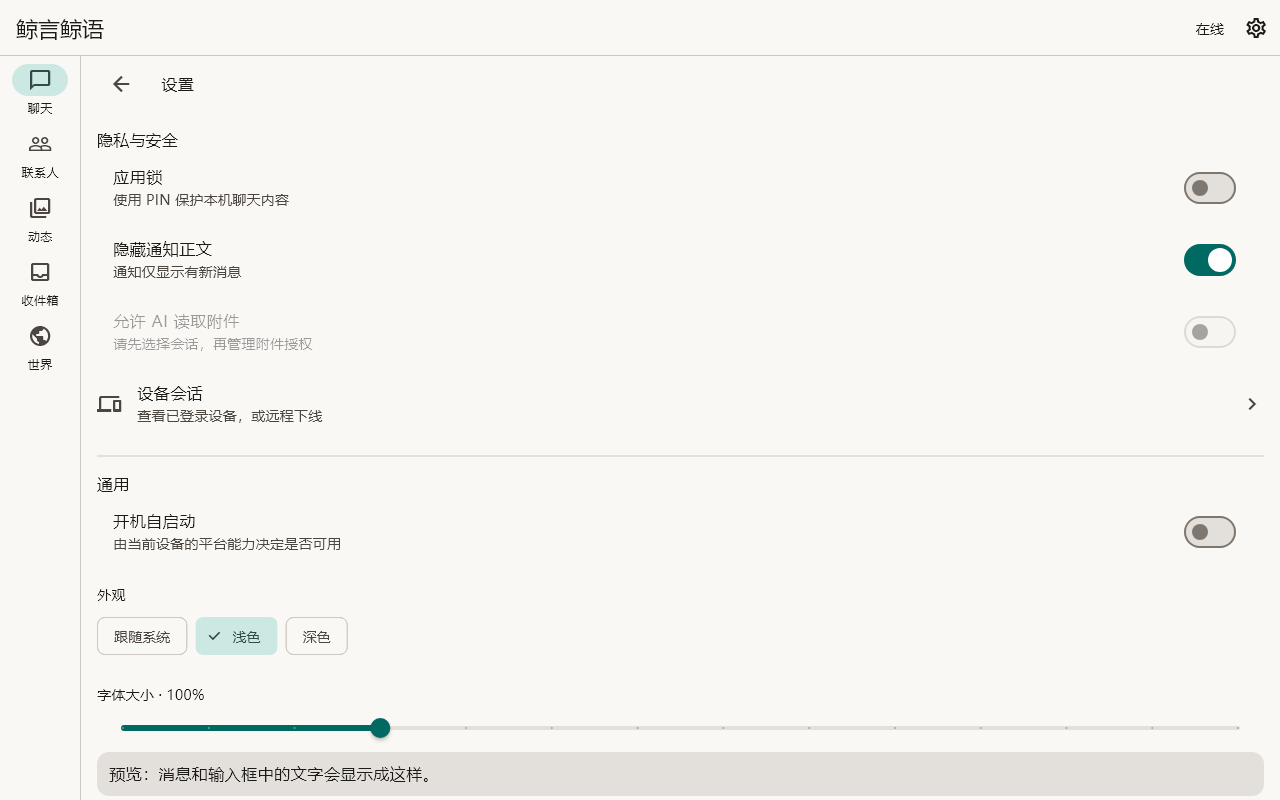 鲸言鲸语
在线
聊天
联系人
动态
收件箱
世界
设置
隐私与安全
应用锁
使用 PIN 保护本机聊天内容
隐藏通知正文
通知仅显示有新消息
允许 AI 读取附件
请先选择会话，再管理附件授权
设备会话
查看已登录设备，或远程下线
通用
开机自启动
由当前设备的平台能力决定是否可用
外观
跟随系统
浅色
深色
字体大小 · 100%
预览：消息和输入框中的文字会显示成这样。